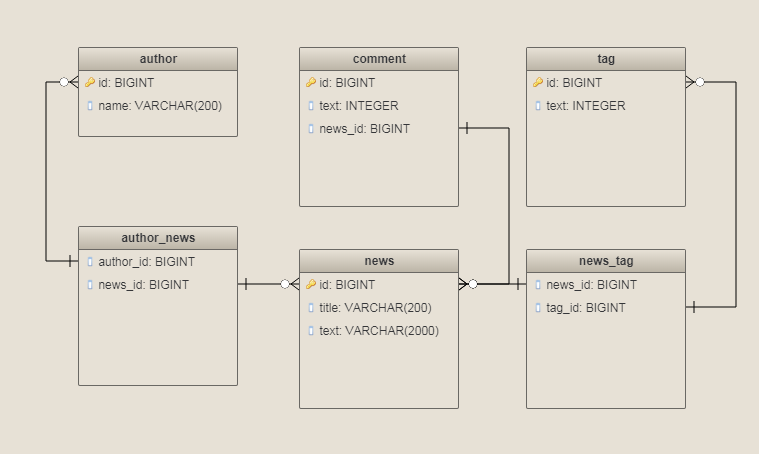 author
id: BIGINT
name: VARCHAR(200)
comment
id: BIGINT
text: INTEGER
news_id: BIGINT
tag
id: BIGINT
text: INTEGER
author_news
author_id: BIGINT
news_id: BIGINT
news
id: BIGINT
title: VARCHAR(200)
text: VARCHAR(2000)
news_tag
news_id: BIGINT
tag_id: BIGINT